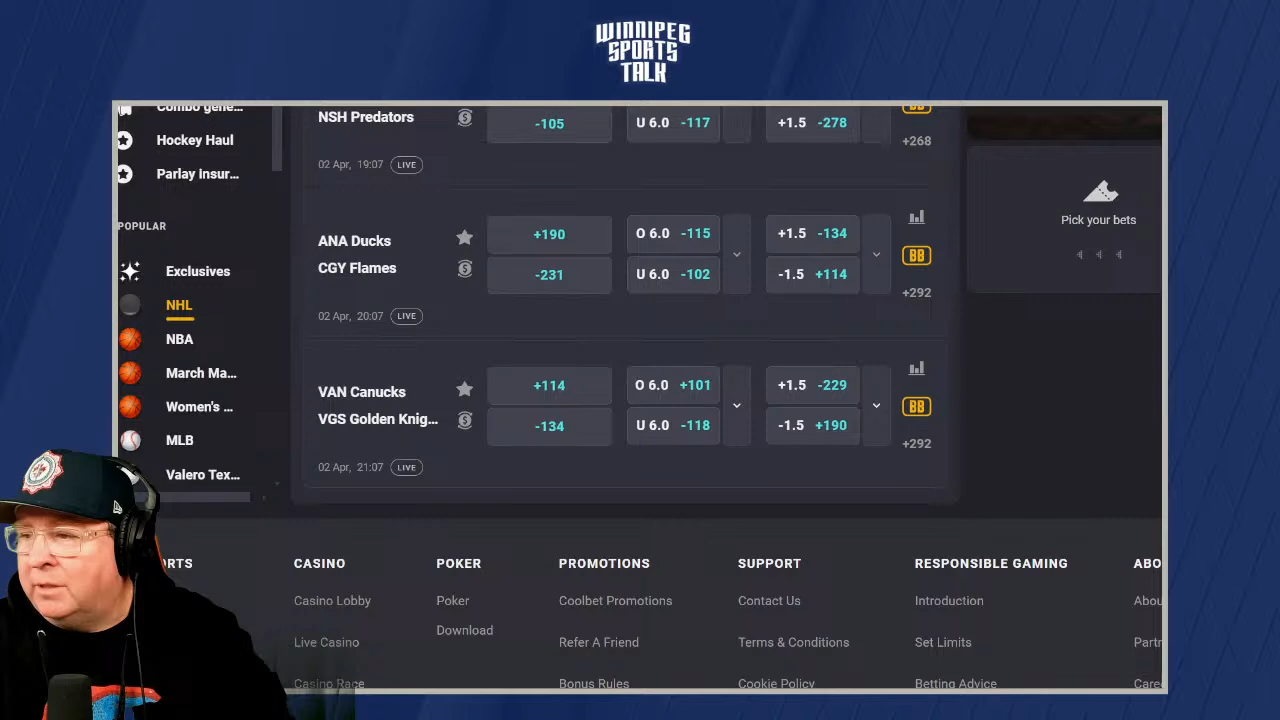 WINNIPEG
SPORTS
TALK
Combo gene...
Hockey Haul
Parlay insur...
POPULAR
Exclusives
NHL
NBA
March Ma...
Women's ...
MLB
Valero Tex...
NSH Predators
-105
U 6.0 -117
+1.5 -278
BB
+268
02 Apr, 19:07 LIVE
ANA Ducks
CGY Flames
+190
-231
O 6.0 -115
U 6.0 -102
+1.5 -134
-1.5 +114
BB
+292
02 Apr, 20:07 LIVE
VAN Canucks
VGS Golden Knig...
+114
-134
O 6.0 +101
U 6.0 -118
+1.5 -229
-1.5 +190
BB
+292
02 Apr, 21:07 LIVE
Pick your bets
RTS
CASINO
Casino Lobby
Live Casino
Casino Race
POKER
Poker
Download
PROMOTIONS
Coolbet Promotions
Refer A Friend
Bonus Rules
SUPPORT
Contact Us
Terms & Conditions
Cookie Policy
RESPONSIBLE GAMING
Introduction
Set Limits
Betting Advice
ABO
Abou
Partn
Caree